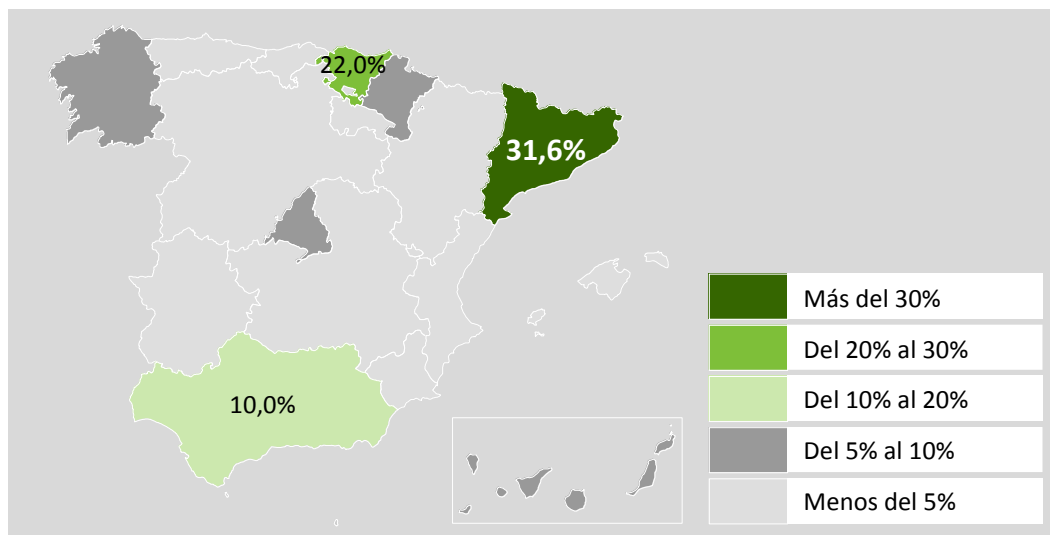 22,0%
31,6%
10,0%
Más del 30%
Del 20% al 30%
Del 10% al 20%
Del 5% al 10%
Menos del 5%